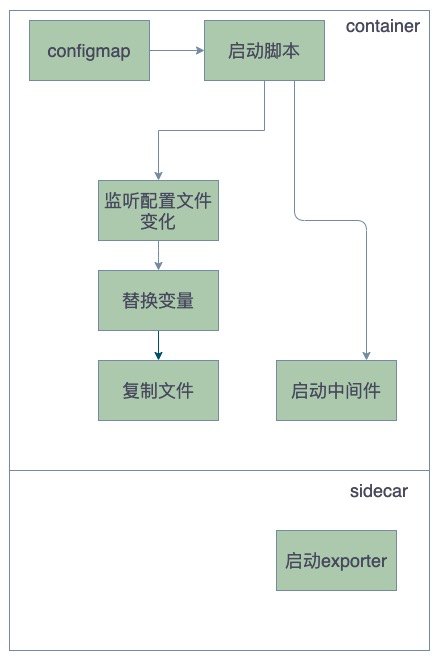 container
configmap
启动脚本
监听配置文件
变化
替换变量
复制文件
启动中间件
sidecar
启动exporter